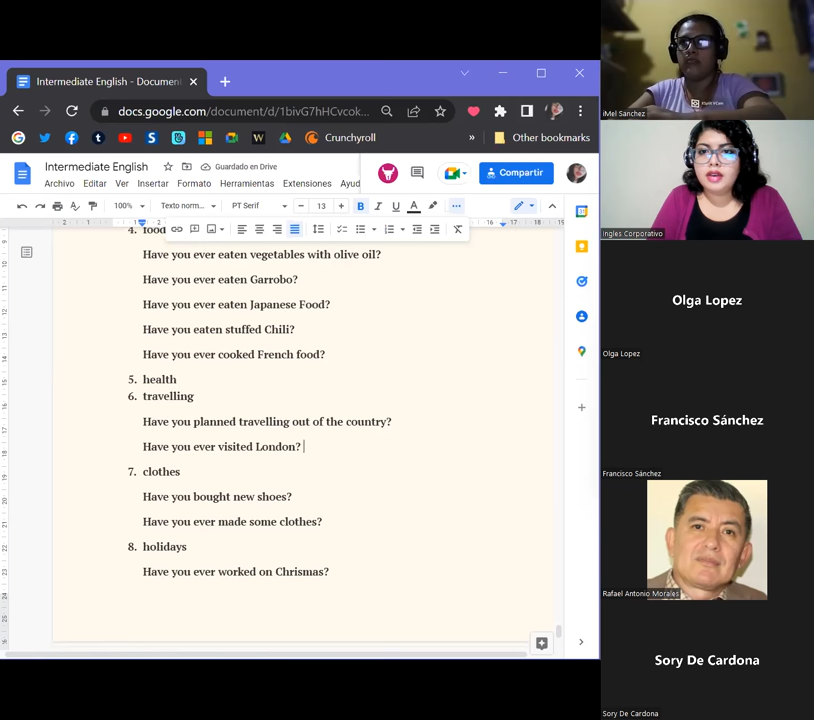 Intermediate English - Document
docs.google.com/document/d/1bivG7hHCvcok
Crunchyroll
Other bookmarks
Intermediate English
Guardado en Drive
Archivo Editar Ver Insertar Formato Herramientas Extensiones Ayud
Compartir
100% Texto norm... PT Serif 13
4. food
Have you ever eaten vegetables with olive oil?
Have you ever eaten Garrobo?
Have you ever eaten Japanese Food?
Have you eaten stuffed Chili?
Have you ever cooked French food?
5. health
6. travelling
Have you planned travelling out of the country?
Have you ever visited London?
7. clothes
Have you bought new shoes?
Have you ever made some clothes?
8. holidays
Have you ever worked on Chrismas?
iMel Sanchez
Ingles Corporativo
Olga Lopez
Olga Lopez
Francisco Sánchez
Francisco Sánchez
Rafael Antonio Morales
Sory De Cardona
Sory De Cardona